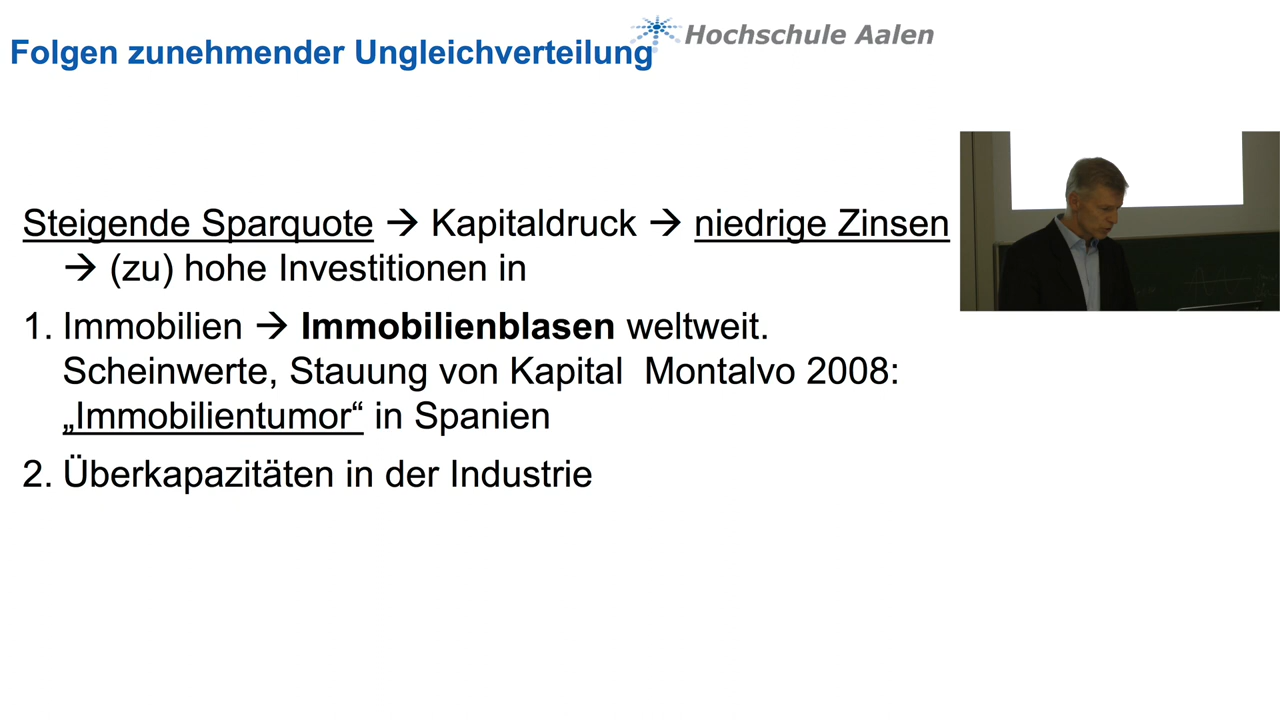 Folgen zunehmender Ungleichverteilung
Hochschule Aalen
Steigende Sparquote → Kapitaldruck → niedrige Zinsen
→ (zu) hohe Investitionen in
1. Immobilien → Immobilienblasen weltweit.
Scheinwerte, Stauung von Kapital  Montalvo 2008:
„Immobilientumor“ in Spanien
2. Überkapazitäten in der Industrie